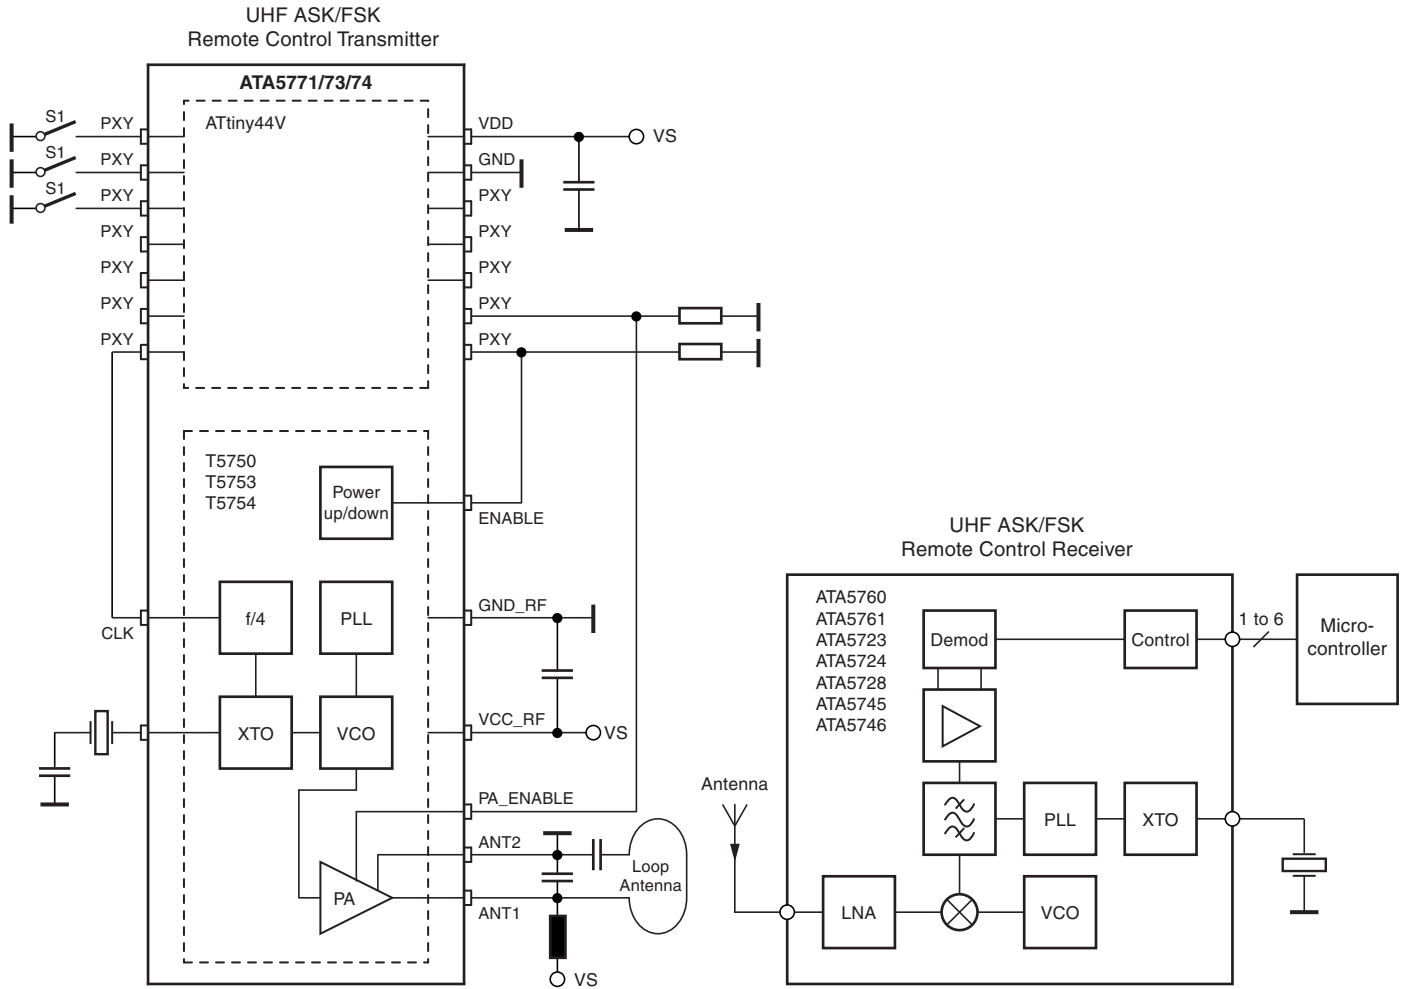 UHF ASK/FSK
Remote Control Transmitter
ATA5771/73/74
ATtiny44V
S1
PXY
S1
PXY
S1
PXY
PXY
PXY
PXY
PXY
VDD
VS
GND
PXY
PXY
PXY
PXY
PXY
T5750
T5753
T5754
Power
up/down
ENABLE
f/4
PLL
CLK
GND_RF
XTO
VCO
VCC_RF
VS
PA_ENABLE
ANT2
PA
ANT1
Loop
Antenna
VS
UHF ASK/FSK
Remote Control Receiver
ATA5760
ATA5761
ATA5723
ATA5724
ATA5728
ATA5745
ATA5746
Demod
Control
1 to 6
Micro-
controller
Antenna
PLL
XTO
LNA
VCO